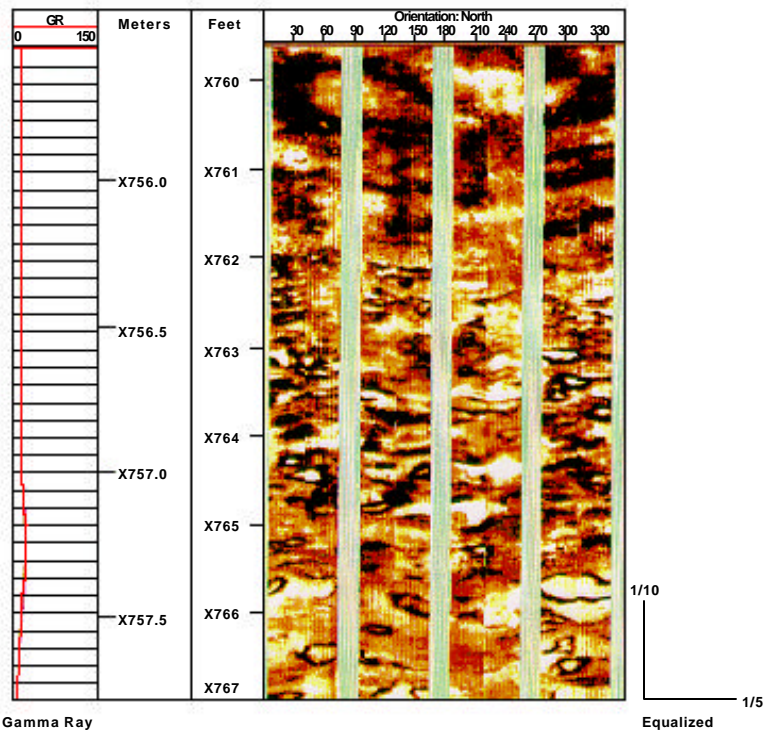 GR
0 150
Meters
Feet
Orientation: North
30 60 90 120 150 180 210 240 270 300 330
X760
X756.0
X761
X762
X756.5
X763
X764
X757.0
X765
X757.5
X766
X767
1/10
1/5
Gamma Ray
Equalized